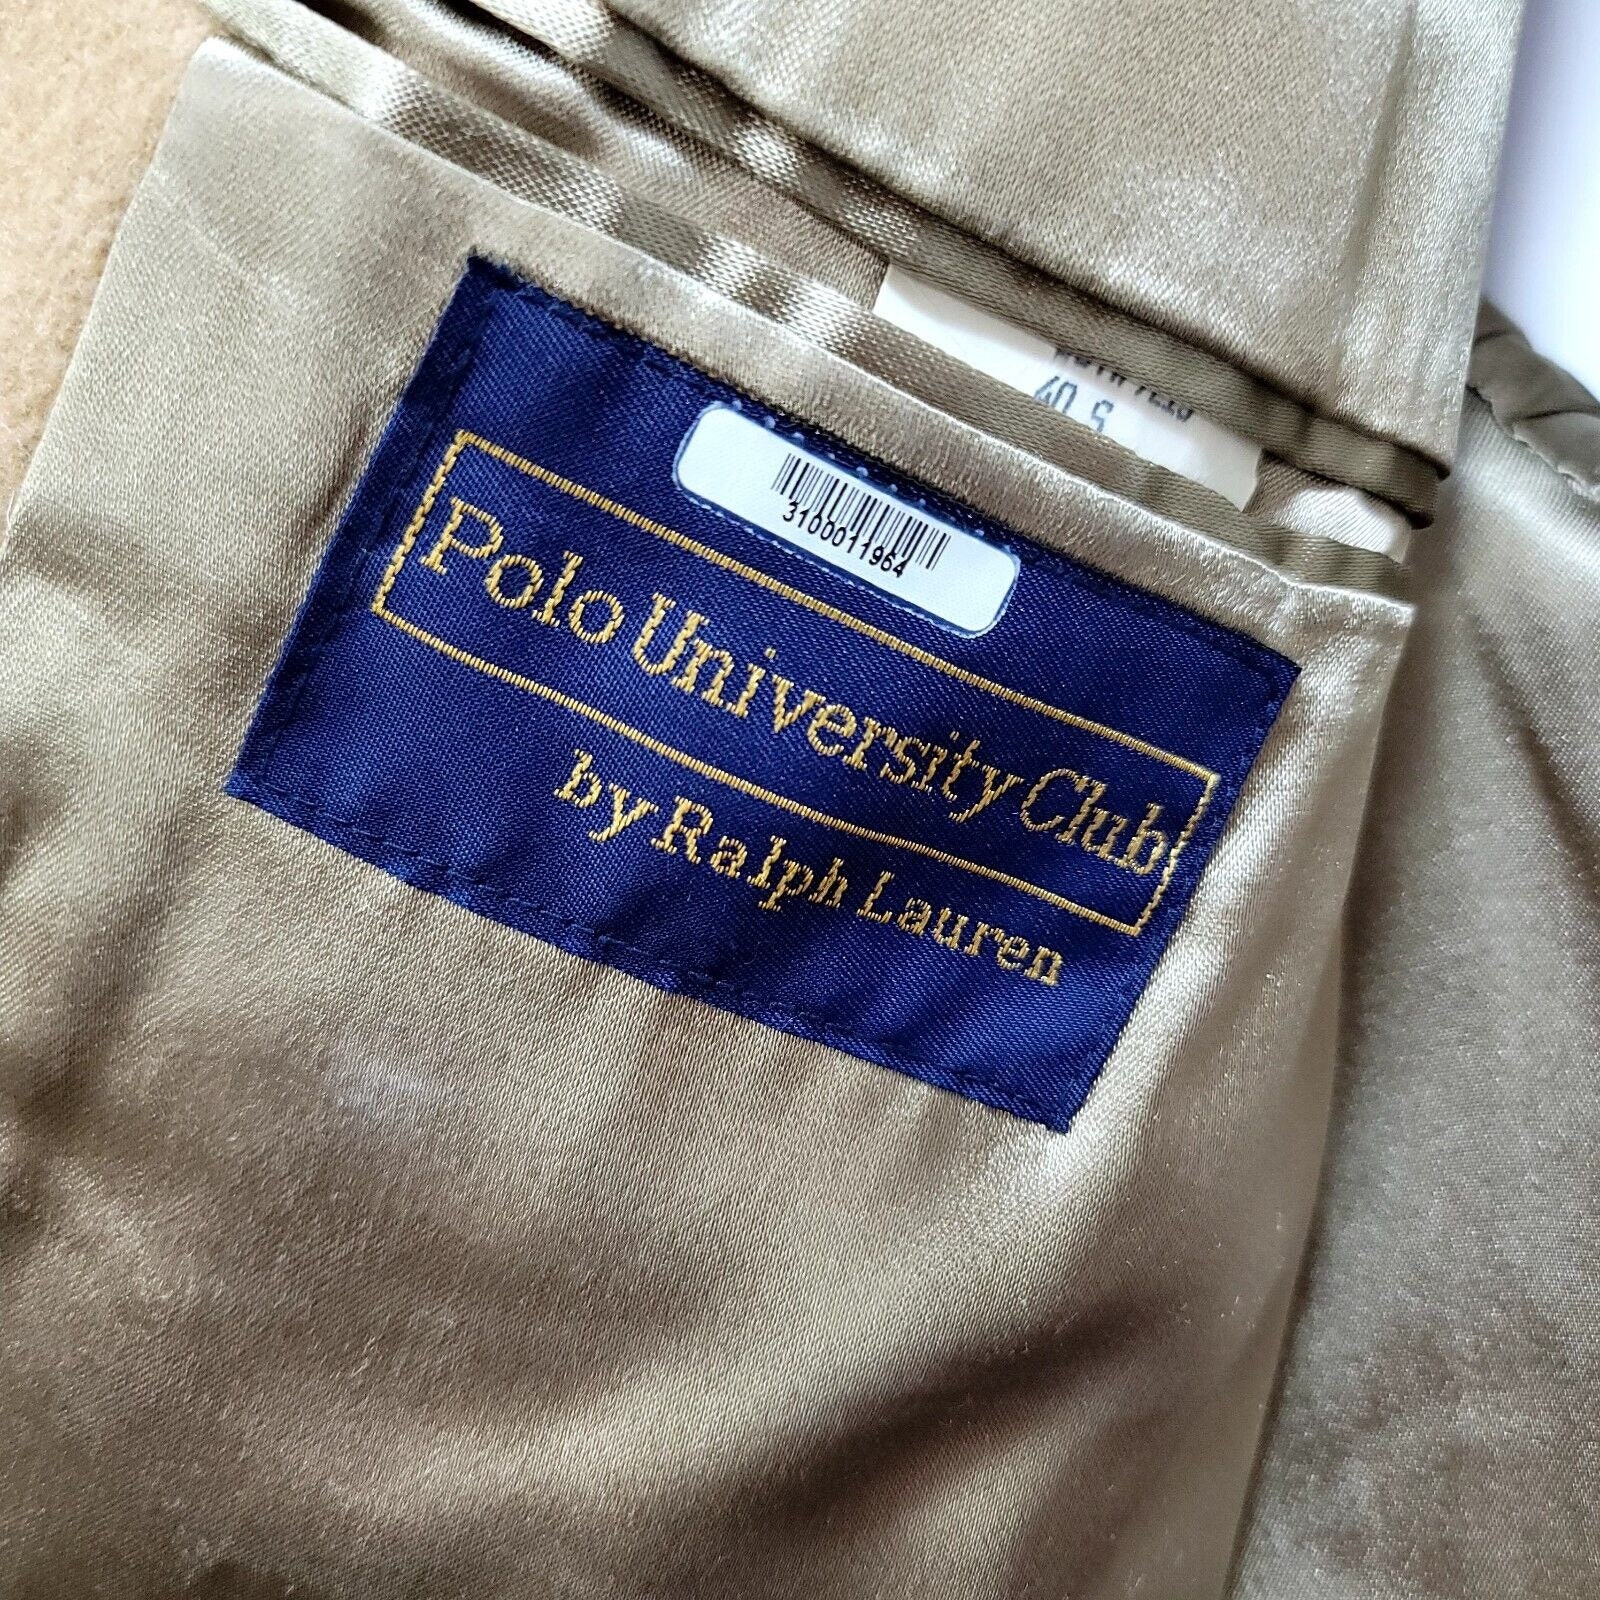 40 S
3100011964
Polo University Club
by Ralph Lauren